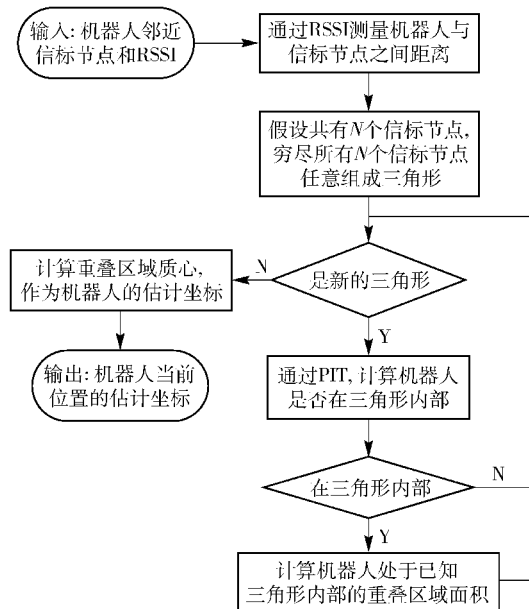 输入: 机器人邻近
信标节点和RSSI
通过RSSI测量机器人与
信标节点之间距离
假设共有N个信标节点,
穷尽所有N个信标节点
任意组成三角形
是新的三角形
N
计算重叠区域质心,
作为机器人的估计坐标
输出: 机器人当前
位置的估计坐标
Y
通过PIT, 计算机器人
是否在三角形内部
在三角形内部
N
Y
计算机器人处于已知
三角形内部的重叠区域面积